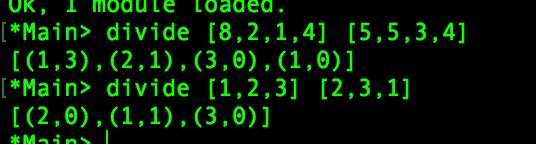 Ok, 1 module loaded.
[*Main> divide [8,2,1,4] [5,5,3,4]
[(1,3),(2,1),(3,0),(1,0)]
[*Main> divide [1,2,3] [2,3,1]
[(2,0),(1,1),(3,0)]
*Main>